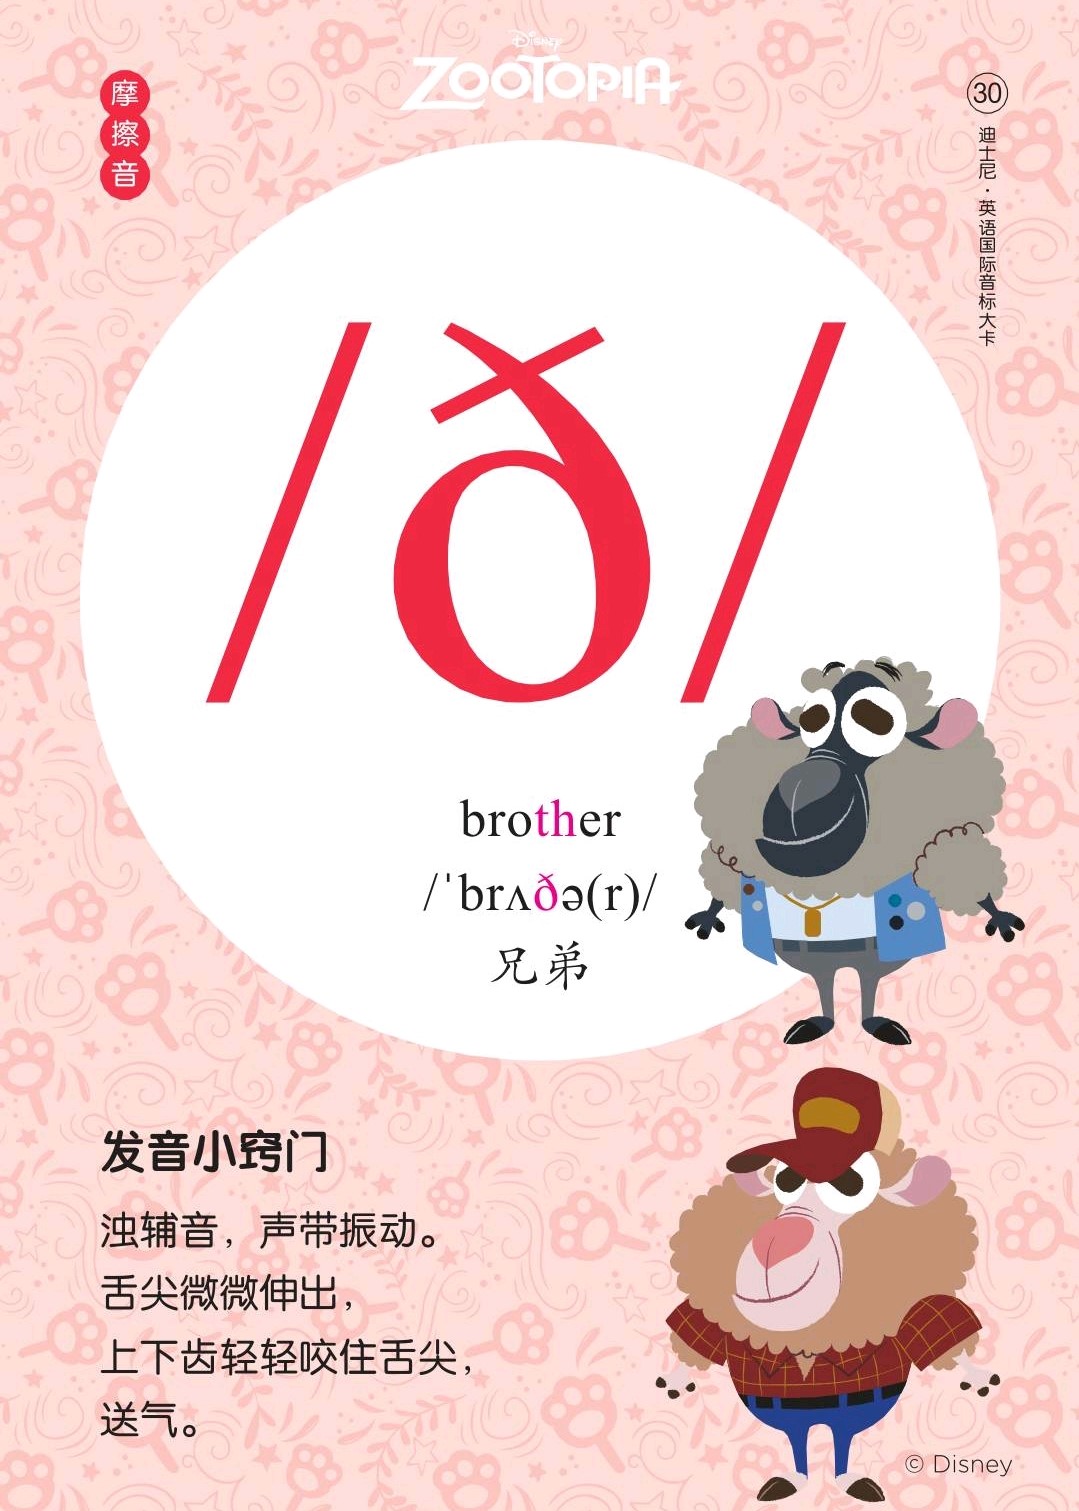 Disney
ZOOTOPIA
摩擦音
30
迪士尼·英语国际音标大卡
/ð/
brother
/ˈbrʌðə(r)/
兄弟
发音小窍门
浊辅音，声带振动。
舌尖微微伸出，
上下齿轻轻咬住舌尖，
送气。
© Disney